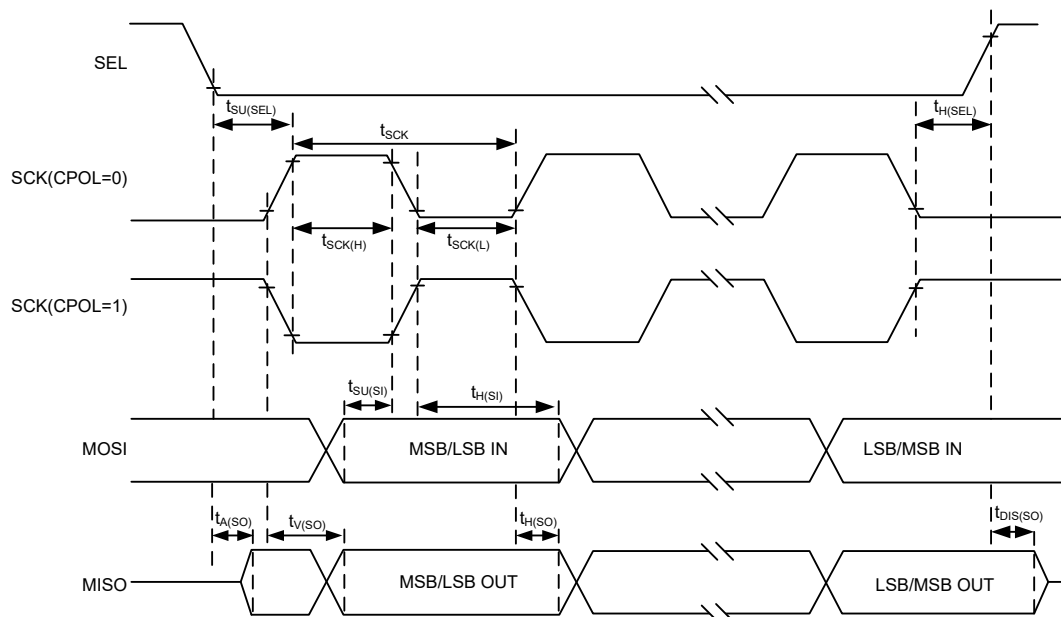 SEL
tSU(SEL)
tH(SEL)
tSCK
SCK(CPOL=0)
tSCK(H)
tSCK(L)
SCK(CPOL=1)
tSU(SI)
tH(SI)
MOSI
MSB/LSB IN
LSB/MSB IN
tA(SO)
tV(SO)
tH(SO)
tDIS(SO)
MISO
MSB/LSB OUT
LSB/MSB OUT